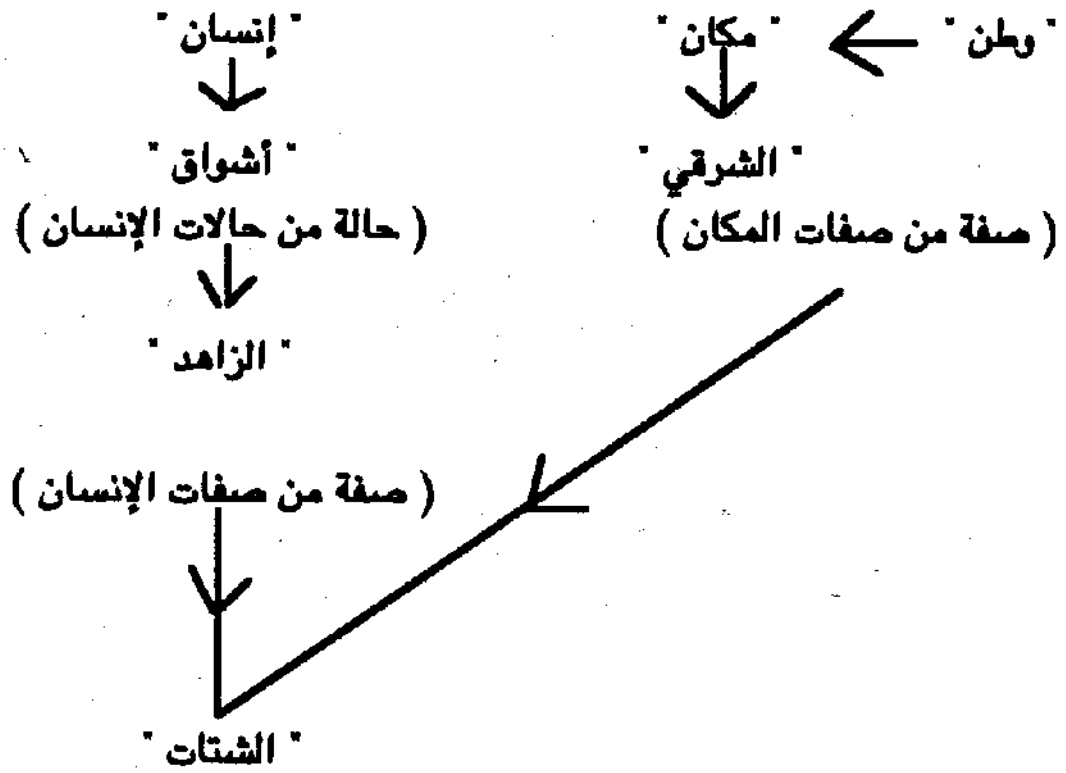 " وطن " " مكان " " إنسان "
" الشرقي " " أشواق "
( صفة من صفات المكان ) ( حالة من حالات الإنسان )
" الزاهد "
( صفة من صفات الإنسان )
" الشتات "